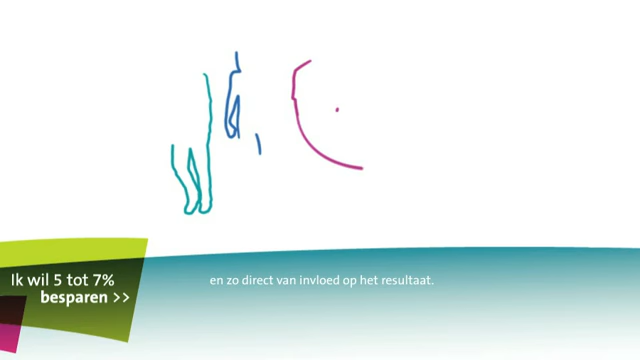 Ik wil 5 tot 7%
besparen >>
en zo direct van invloed op het resultaat.